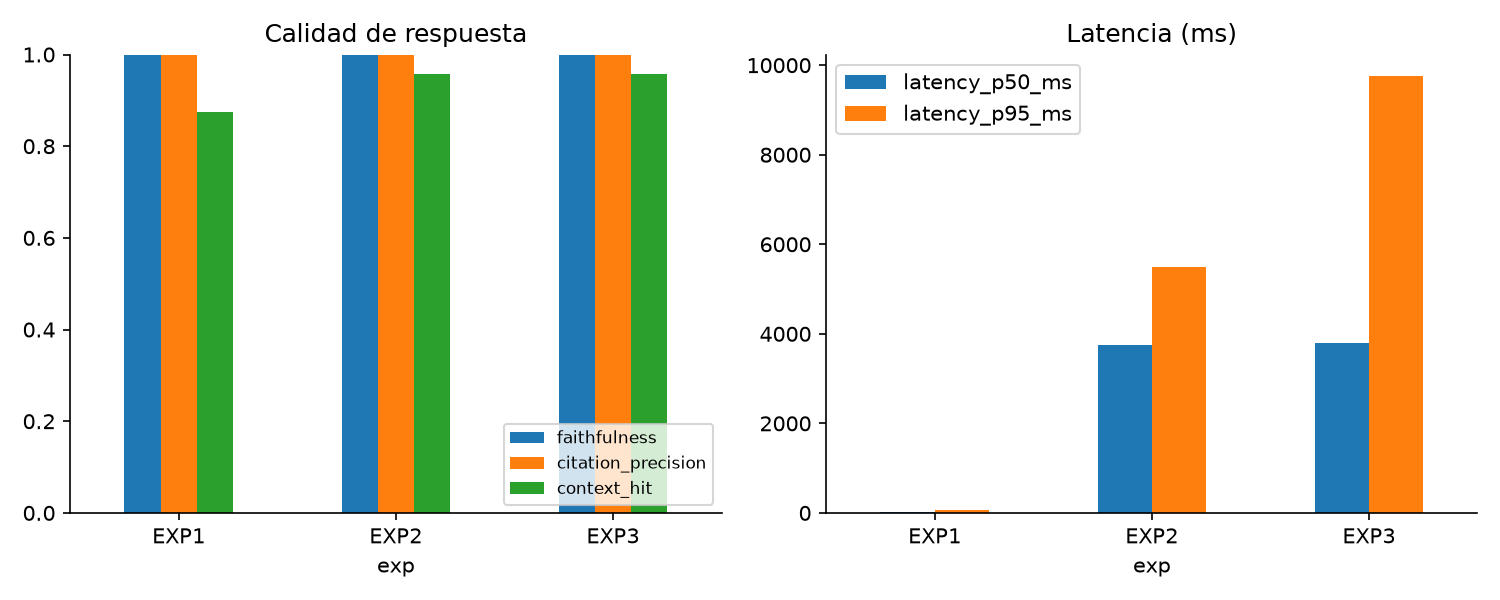 Calidad de respuesta
1.0
0.8
0.6
0.4
0.2
0.0
faithfulness
citation_precision
context_hit
EXP1 EXP2 EXP3
exp
Latencia (ms)
10000
8000
6000
4000
2000
0
latency_p50_ms
latency_p95_ms
EXP1 EXP2 EXP3
exp